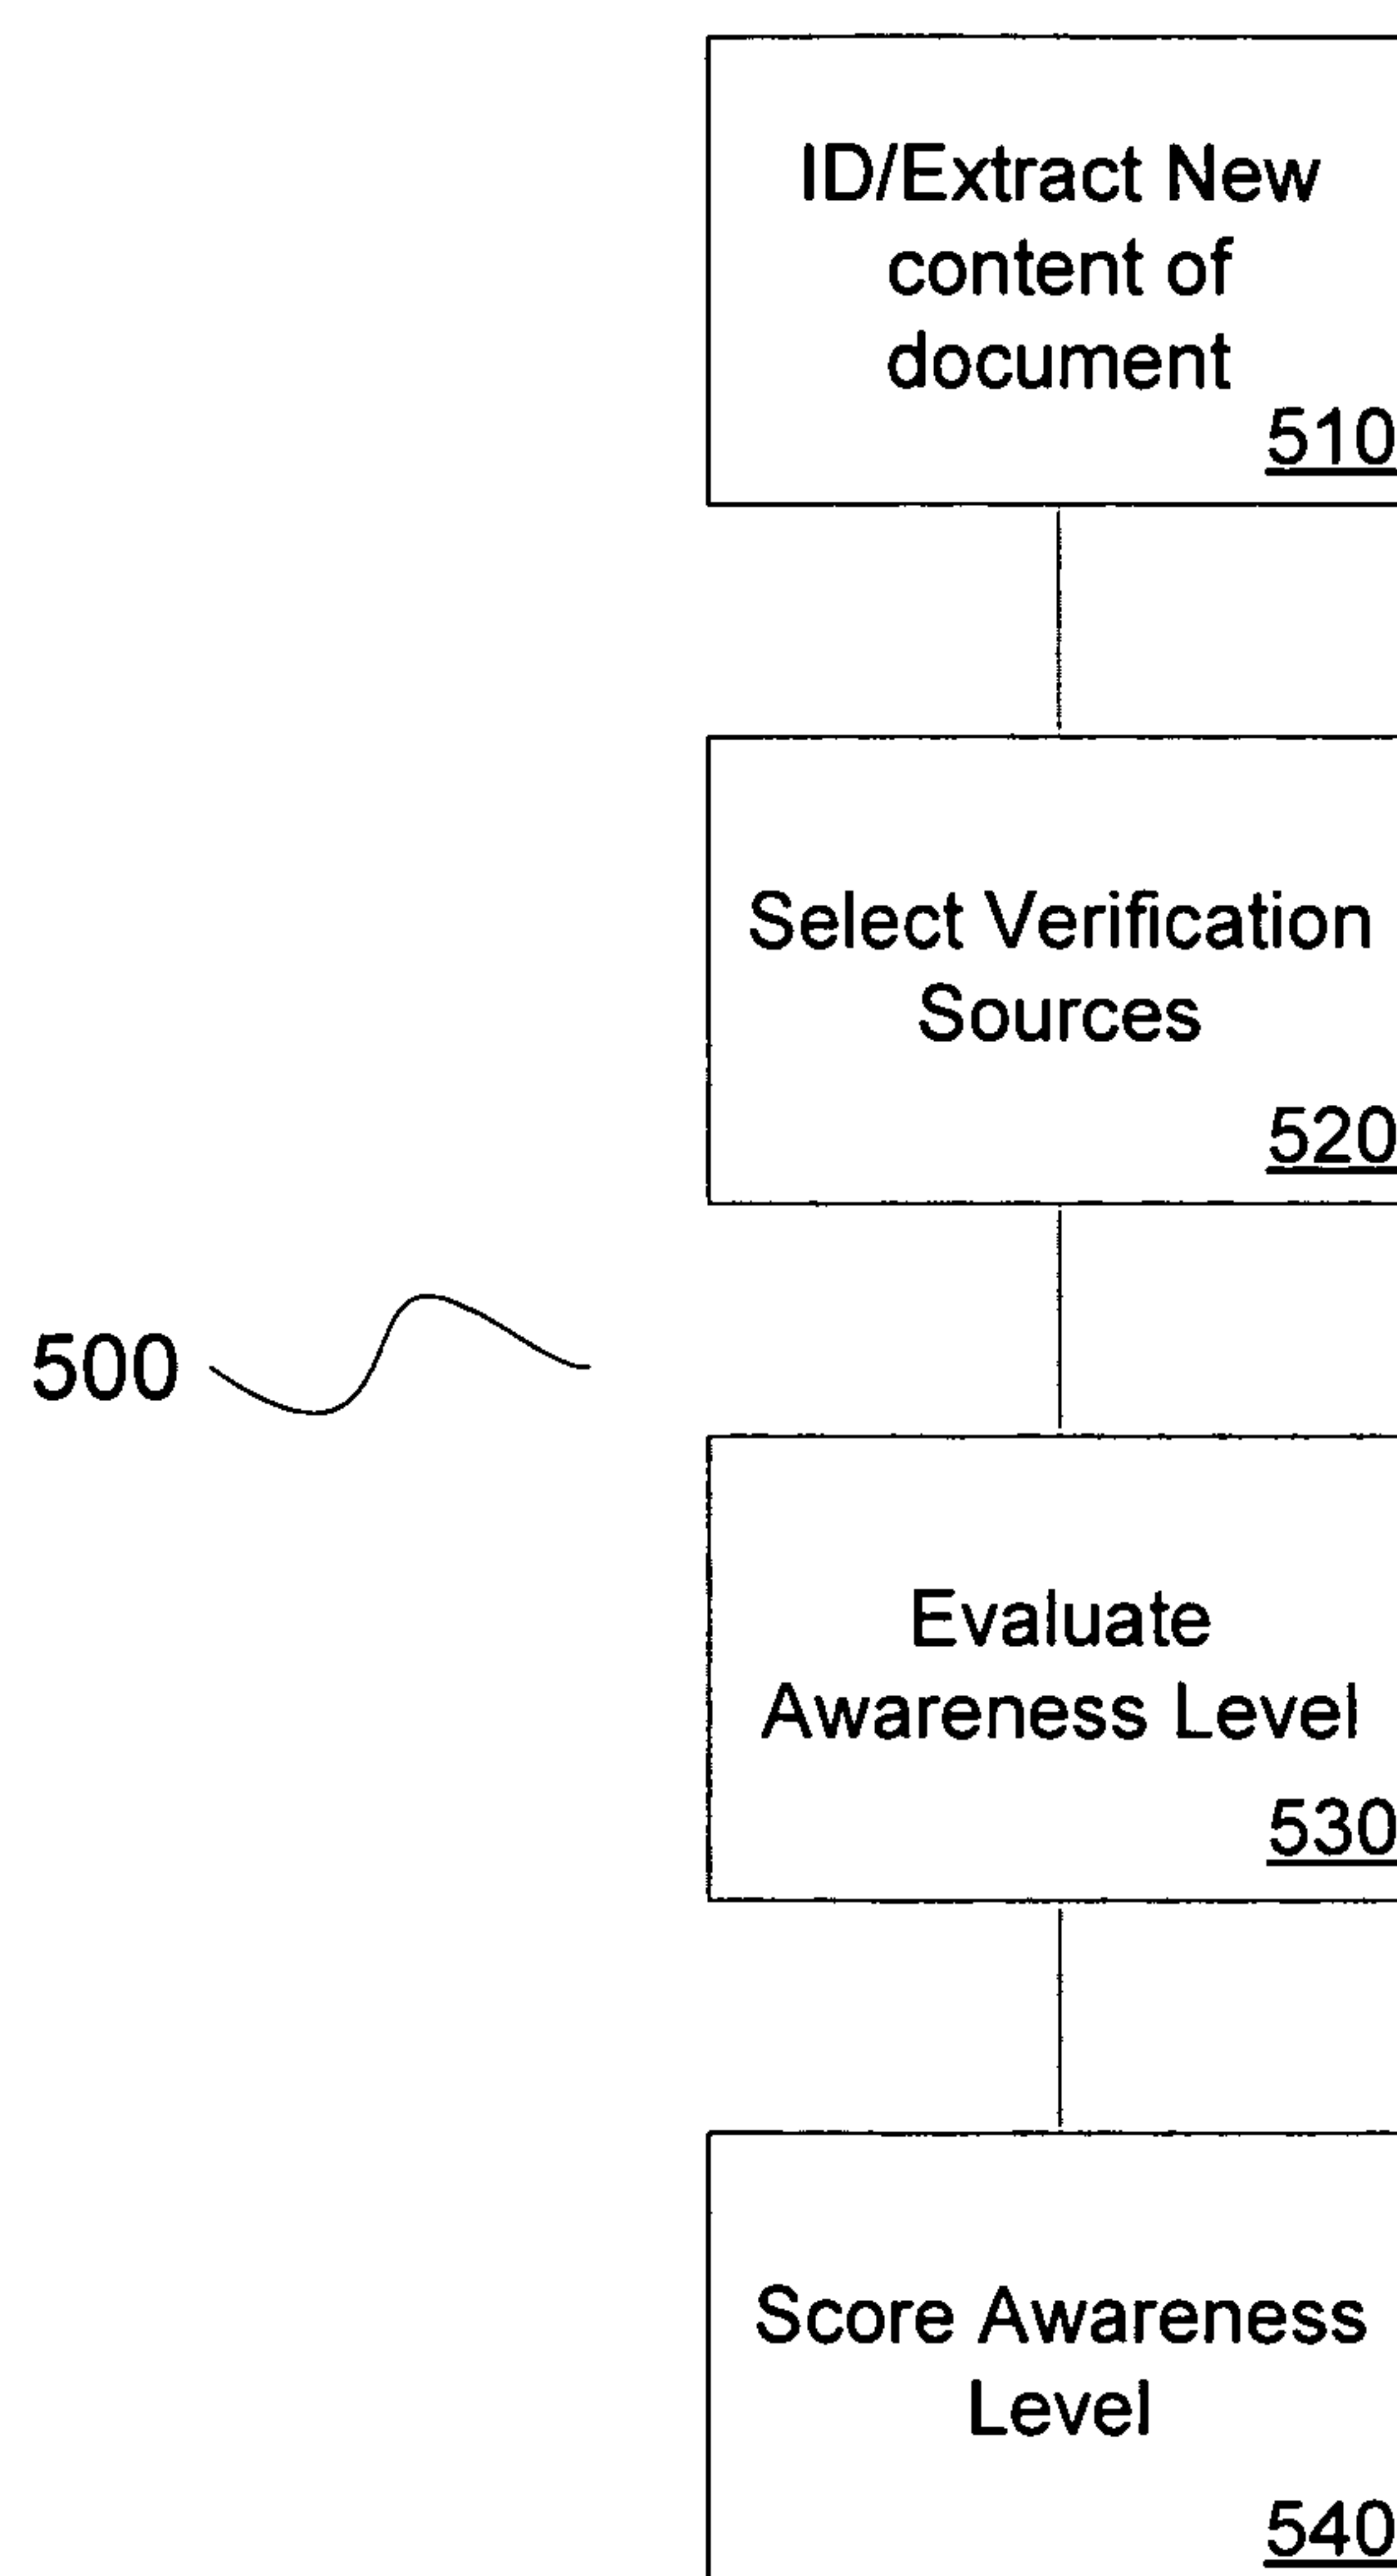 ID/Extract New
content of
document
510
Select Verification
Sources
520
500
Evaluate
Awareness Level
530
Score Awareness
Level
540